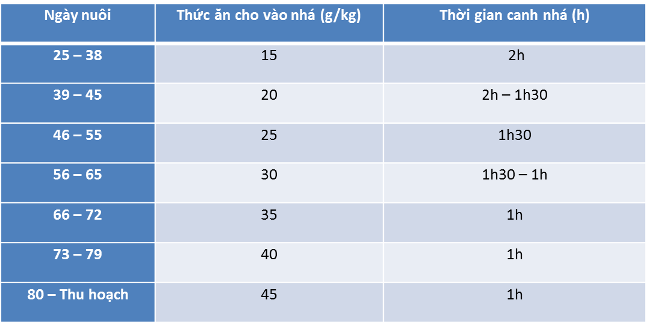 Ngày nuôi Thức ăn cho vào nhá (g/kg) Thời gian canh nhá (h)
25 – 38 15 2h
39 – 45 20 2h – 1h30
46 – 55 25 1h30
56 – 65 30 1h30 – 1h
66 – 72 35 1h
73 – 79 40 1h
80 – Thu hoạch 45 1h